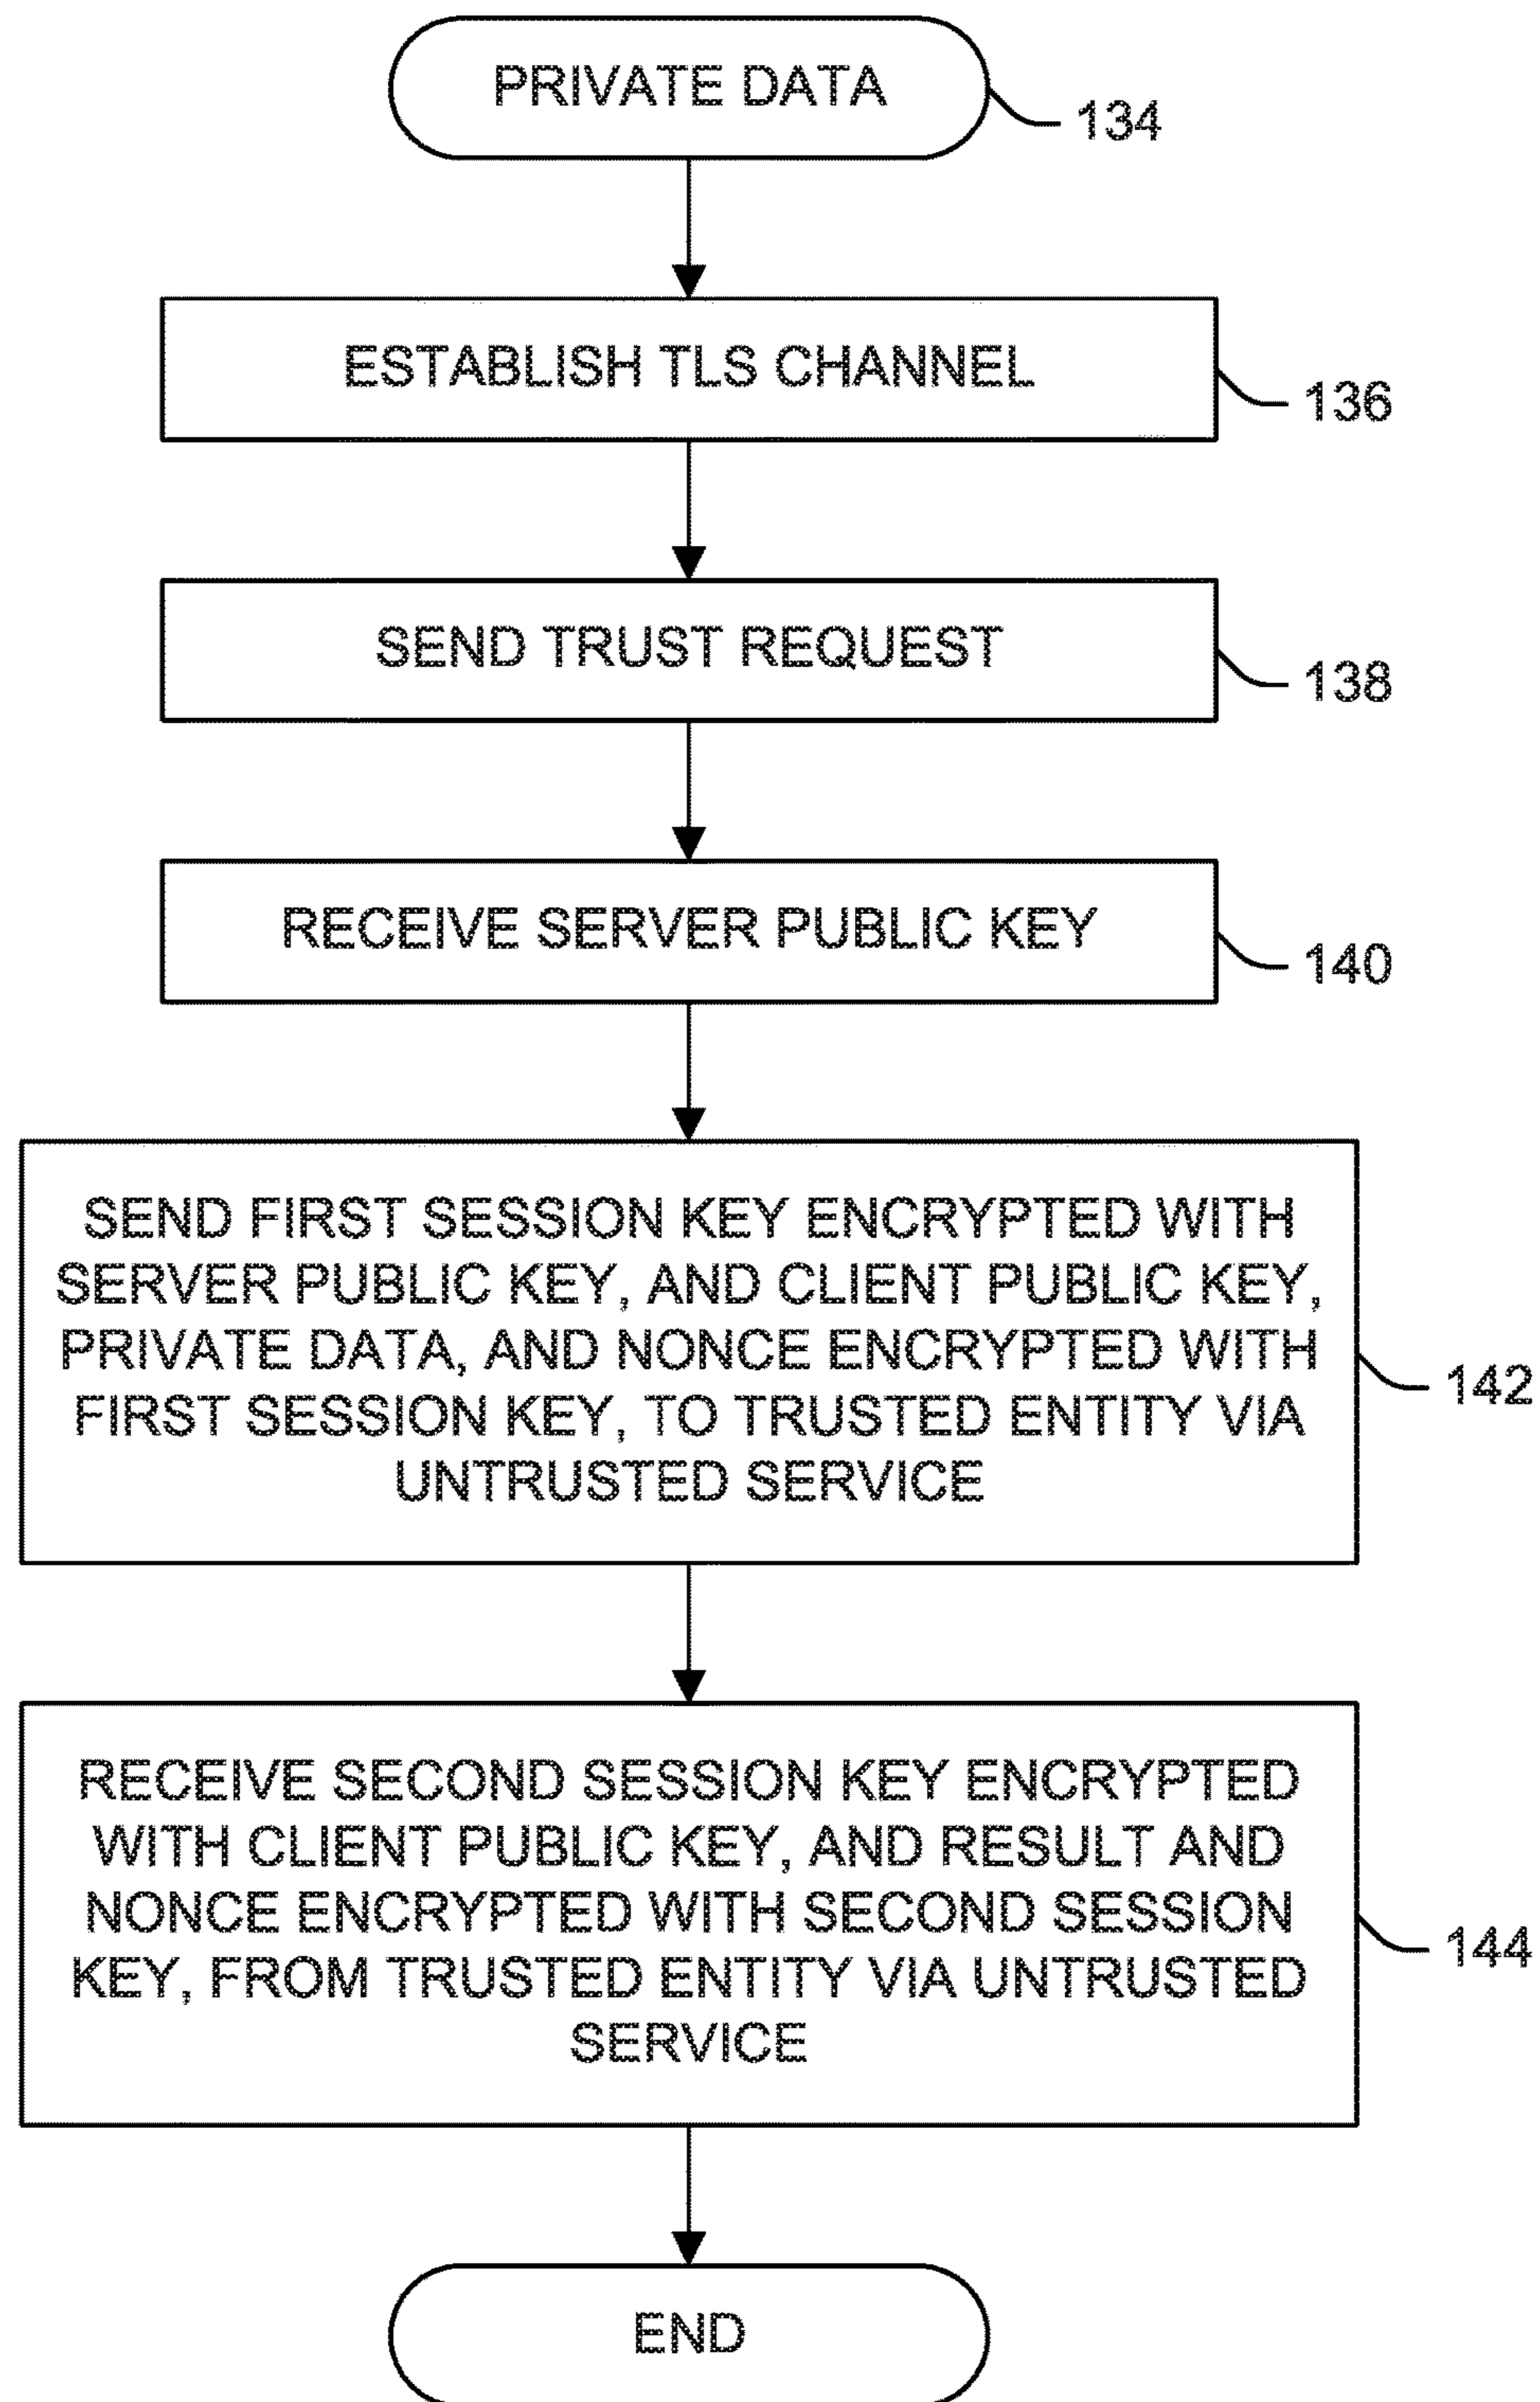 PRIVATE DATA
134
ESTABLISH TLS CHANNEL
136
SEND TRUST REQUEST
138
RECEIVE SERVER PUBLIC KEY
140
SEND FIRST SESSION KEY ENCRYPTED WITH
SERVER PUBLIC KEY, AND CLIENT PUBLIC KEY,
PRIVATE DATA, AND NONCE ENCRYPTED WITH
FIRST SESSION KEY, TO TRUSTED ENTITY VIA
UNTRUSTED SERVICE
142
RECEIVE SECOND SESSION KEY ENCRYPTED
WITH CLIENT PUBLIC KEY, AND RESULT AND
NONCE ENCRYPTED WITH SECOND SESSION
KEY, FROM TRUSTED ENTITY VIA UNTRUSTED
SERVICE
144
END